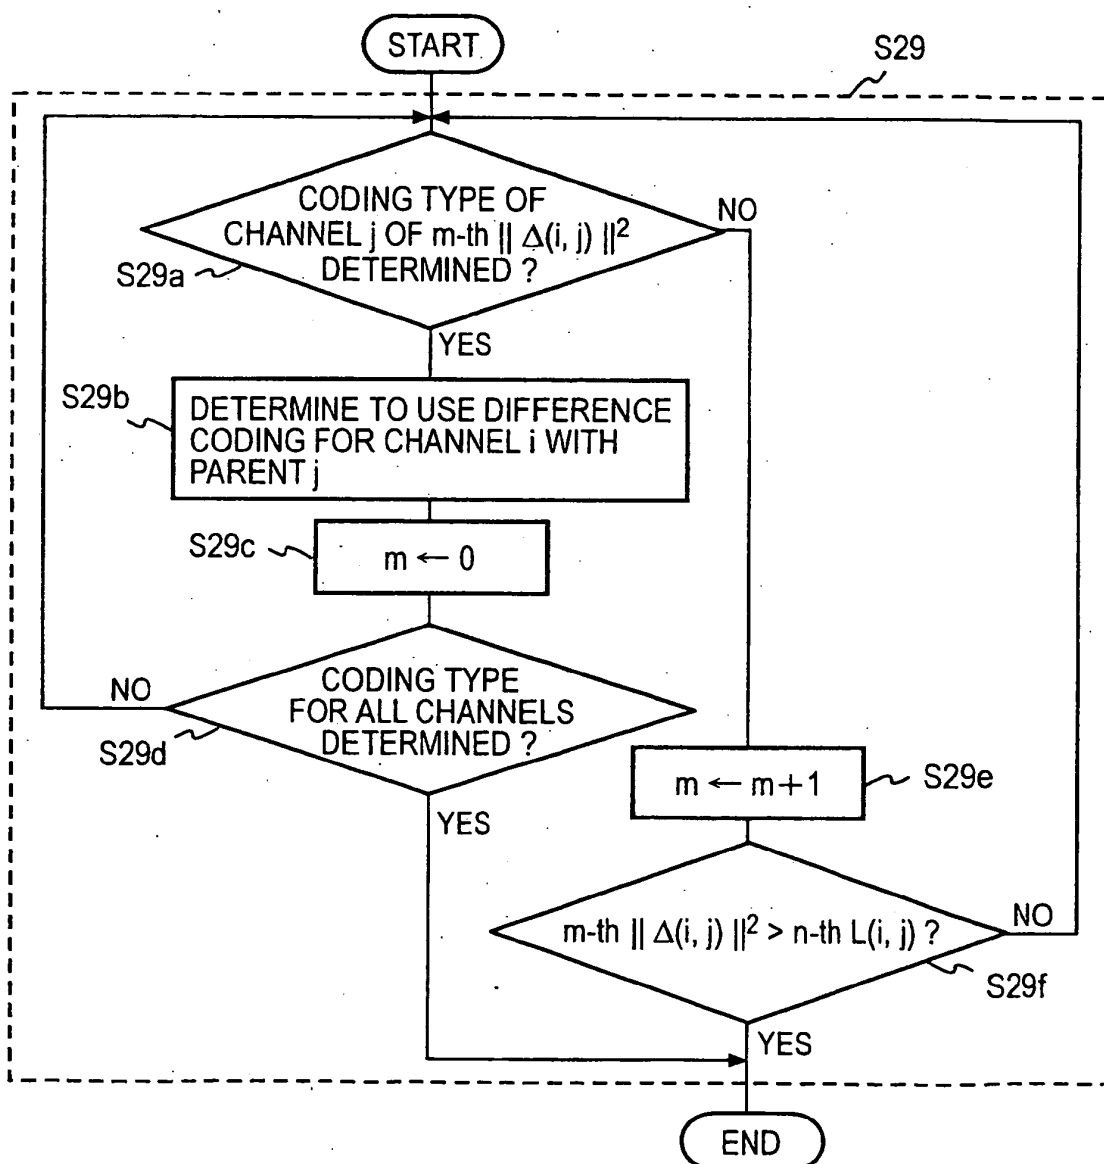 START
S29
CODING TYPE OF
CHANNEL j OF m-th || Δ(i, j) ||²
DETERMINED ?
NO
S29a
YES
S29b
DETERMINE TO USE DIFFERENCE
CODING FOR CHANNEL i WITH
PARENT j
S29c
m ← 0
NO
CODING TYPE
FOR ALL CHANNELS
DETERMINED ?
S29d
YES
m ← m+1
S29e
m-th || Δ(i, j) ||² > n-th L(i, j) ?
NO
S29f
YES
END